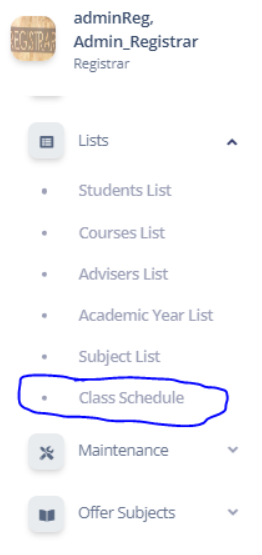 EGISTRAR
adminReg,
Admin_Registrar
Registrar
Lists
Students List
Courses List
Advisers List
Academic Year List
Subject List
Class Schedule
Maintenance
Offer Subjects